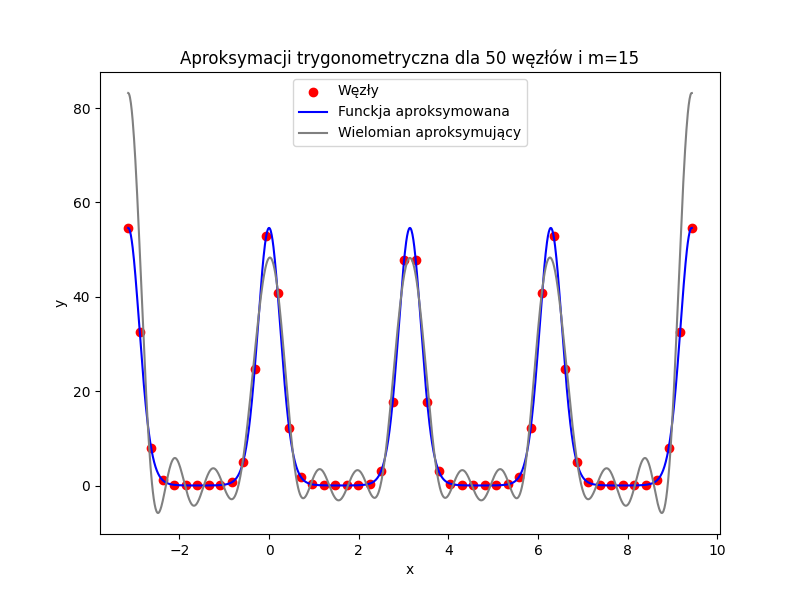 Aproksymacji trygonometryczna dla 50 węzłów i m=15
Węzły
Funckja aproksymowana
Wielomian aproksymujący
80
60
40
20
0
y
−2
0
2
4
6
8
10
x